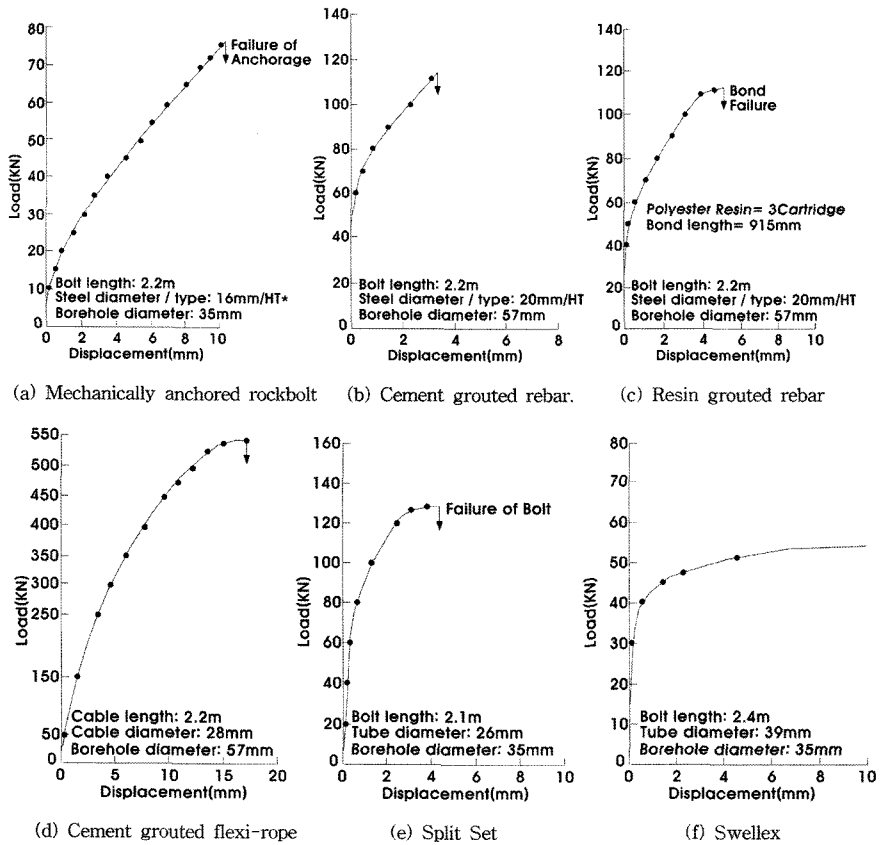 80
70
60
50
40
30
20
10
0
Load(KN)
Failure of
Anchorage
Bolt length: 2.2m
Steel diameter / type: 16mm/HT*
Borehole diameter: 35mm
0 2 4 6 8 10
Displacement(mm)
(a) Mechanically anchored rockbolt
140
120
100
80
60
40
20
0
Load(KN)
Bolt length: 2.2m
Steel diameter / type: 20mm/HT
Borehole diameter: 57mm
0 2 4 6 8
Displacement(mm)
(b) Cement grouted rebar.
140
120
100
80
60
40
20
0
Load(KN)
Bond
Failure
Polyester Resin= 3Cartridge
Bond length= 915mm
Bolt length: 2.2m
Steel diameter / type: 20mm/HT
Borehole diameter: 57mm
0 2 4 6 8 10
Displacement(mm)
(c) Resin grouted rebar
550
500
450
350
300
250
150
50
0
Load(KN)
Cable length: 2.2m
Cable diameter: 28mm
Borehole diameter: 57mm
0 5 10 15 20
Displacement(mm)
(d) Cement grouted flexi-rope
160
140
120
100
80
60
40
20
0
Load(KN)
Failure of Bolt
Bolt length: 2.1m
Tube diameter: 26mm
Borehole diameter: 35mm
0 2 4 6 8 10
Displacement(mm)
(e) Split Set
80
70
60
50
40
30
20
10
0
Load(KN)
Bolt length: 2.4m
Tube diameter: 39mm
Borehole diameter: 35mm
0 2 4 6 8 10
Displacement(mm)
(f) Swellex